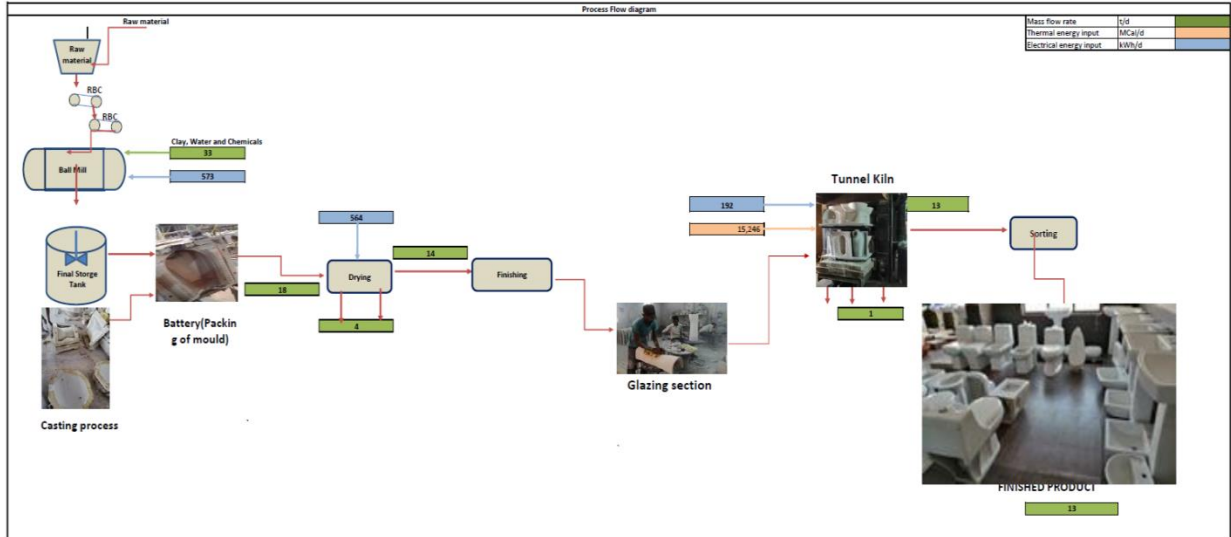 Process Flow diagram
Mass flow rate t/d
Thermal energy input MCal/d
Electrical energy input kWh/d
Raw material
Raw
material
RBC
RBC
Clay, Water and Chemicals
33
Ball Mill
573
Tunnel Kiln
564
192
13
15,246
Sorting
Final Storge
Tank
14
Drying
Finishing
18
4
1
Battery(Packin
g of mould)
Glazing section
Casting process
FINISHED PRODUCT
13